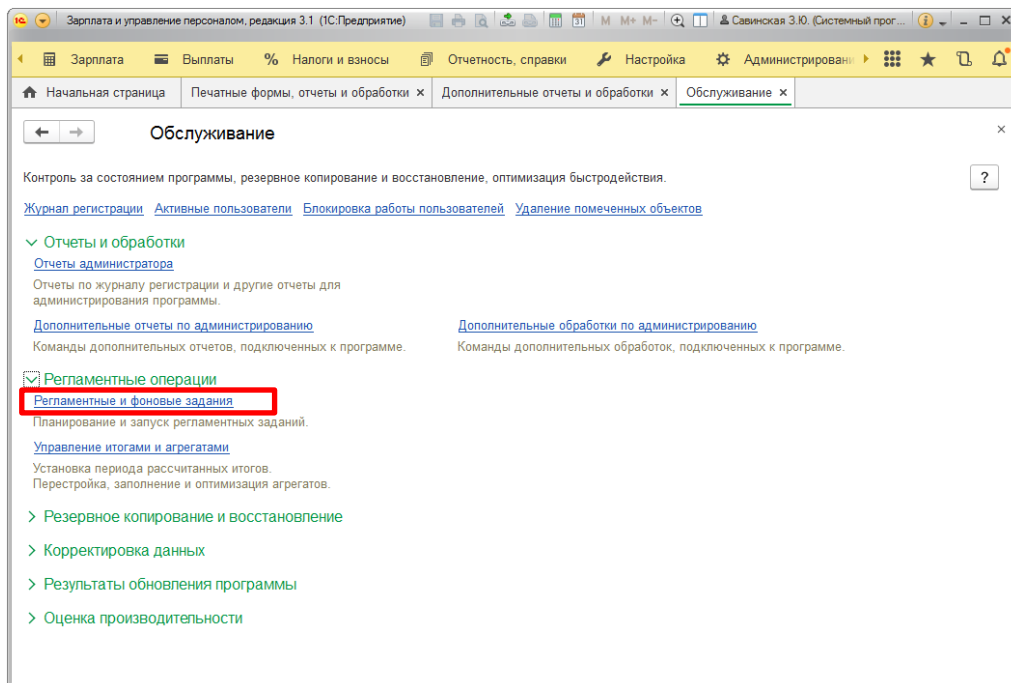 Зарплата и управление персоналом, редакция 3.1 (1С:Предприятие) M M+ M- Савинская З.Ю. (Системный прог...
Зарплата Выплаты % Налоги и взносы Отчетность, справки Настройка Администрировани
Начальная страница Печатные формы, отчеты и обработки × Дополнительные отчеты и обработки × Обслуживание ×
Обслуживание
Контроль за состоянием программы, резервное копирование и восстановление, оптимизация быстродействия. ?
Журнал регистрации Активные пользователи Блокировка работы пользователей Удаление помеченных объектов
Отчеты и обработки
Отчеты администратора
Отчеты по журналу регистрации и другие отчеты для
администрирования программы.
Дополнительные отчеты по администрированию Дополнительные обработки по администрированию
Команды дополнительных отчетов, подключенных к программе. Команды дополнительных обработок, подключенных к программе.
Регламентные операции
Регламентные и фоновые задания
Планирование и запуск регламентных заданий.
Управление итогами и агрегатами
Установка периода рассчитанных итогов.
Перестройка, заполнение и оптимизация агрегатов.
Резервное копирование и восстановление
Корректировка данных
Результаты обновления программы
Оценка производительности